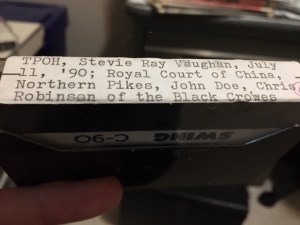 TPOH, Stevie Ray Vaughan, July
11, '90; Royal Court of China,
Northern Pikes, John Doe, Chris
Robinson of the Black Crowes
SWING C-90